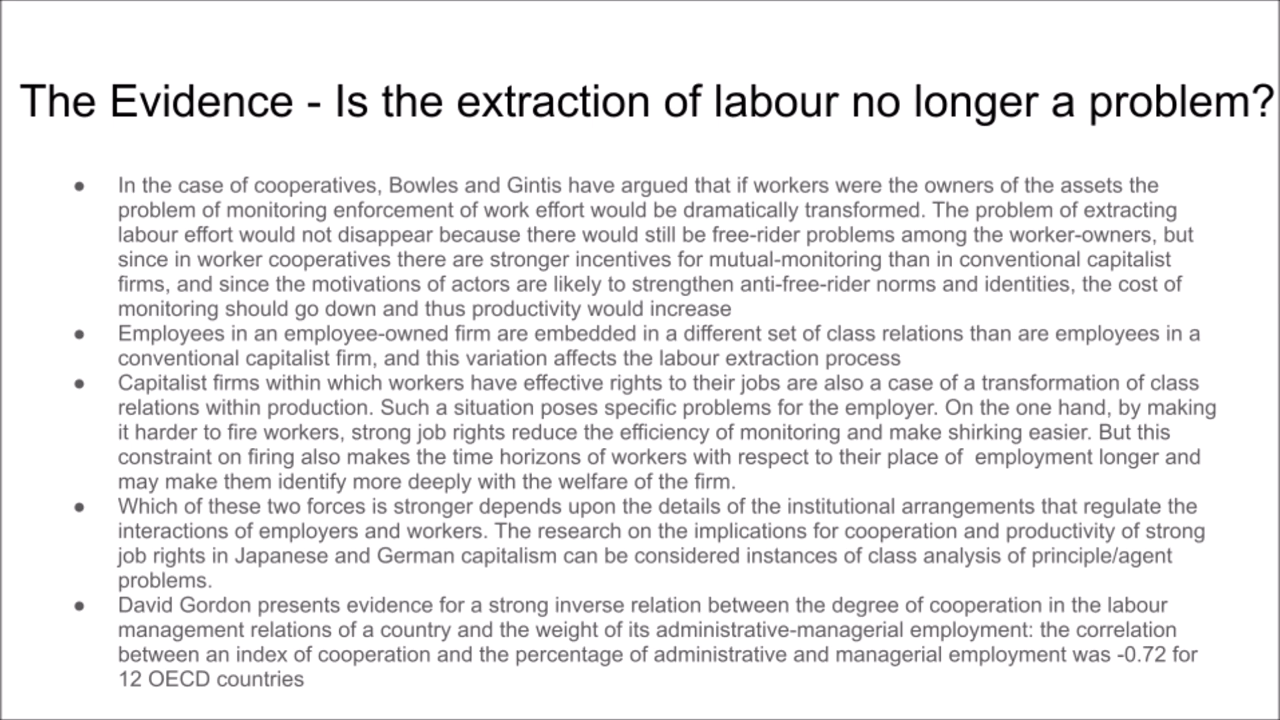 The Evidence - Is the extraction of labour no longer a problem?
● In the case of cooperatives, Bowles and Gintis have argued that if workers were the owners of the assets the
problem of monitoring enforcement of work effort would be dramatically transformed. The problem of extracting
labour effort would not disappear because there would still be free-rider problems among the worker-owners, but
since in worker cooperatives there are stronger incentives for mutual-monitoring than in conventional capitalist
firms, and since the motivations of actors are likely to strengthen anti-free-rider norms and identities, the cost of
monitoring should go down and thus productivity would increase
● Employees in an employee-owned firm are embedded in a different set of class relations than are employees in a
conventional capitalist firm, and this variation affects the labour extraction process
● Capitalist firms within which workers have effective rights to their jobs are also a case of a transformation of class
relations within production. Such a situation poses specific problems for the employer. On the one hand, by making
it harder to fire workers, strong job rights reduce the efficiency of monitoring and make shirking easier. But this
constraint on firing also makes the time horizons of workers with respect to their place of  employment longer and
may make them identify more deeply with the welfare of the firm.
● Which of these two forces is stronger depends upon the details of the institutional arrangements that regulate the
interactions of employers and workers. The research on the implications for cooperation and productivity of strong
job rights in Japanese and German capitalism can be considered instances of class analysis of principle/agent
problems.
● David Gordon presents evidence for a strong inverse relation between the degree of cooperation in the labour
management relations of a country and the weight of its administrative-managerial employment: the correlation
between an index of cooperation and the percentage of administrative and managerial employment was -0.72 for
12 OECD countries